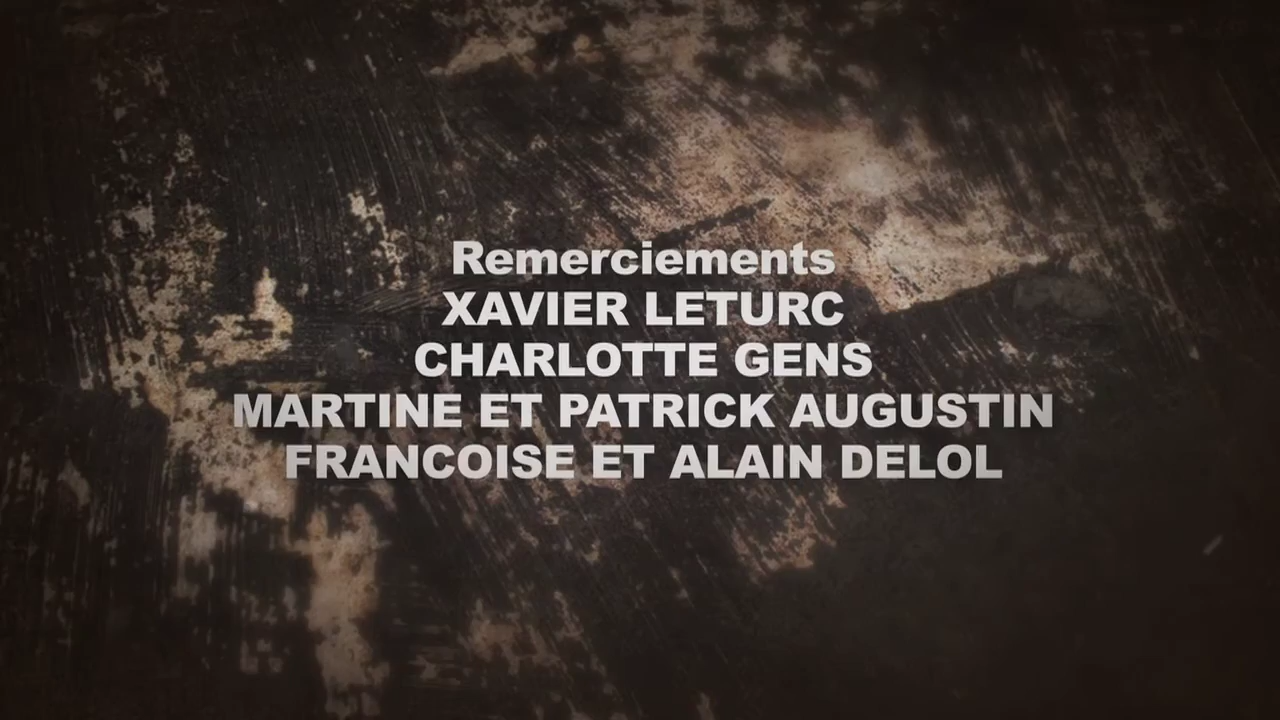 Remerciements
XAVIER LETURC
CHARLOTTE GENS
MARTINE ET PATRICK AUGUSTIN
FRANCOISE ET ALAIN DELOL